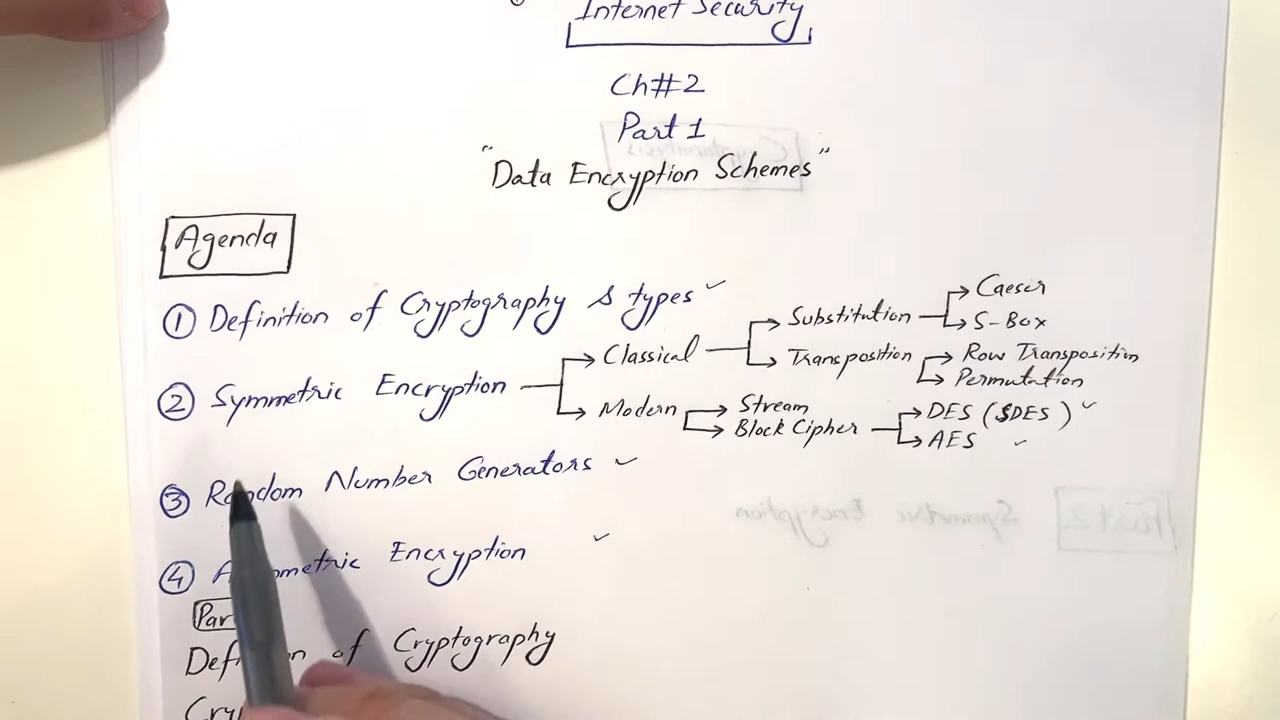 Internet Security
Ch#2
Part 1
"Data Encryption Schemes"
Agenda
① Definition of Cryptography & types ✓
② Symmetric Encryption
Classical
Substitution
Caeser
S-Box
Transposition
Row Transposition
Permutation
Modern
Stream
Block Cipher
DES (SDES) ✓
AES ✓
③ Random Number Generators ✓
④ Encryption ✓
of Cryptography